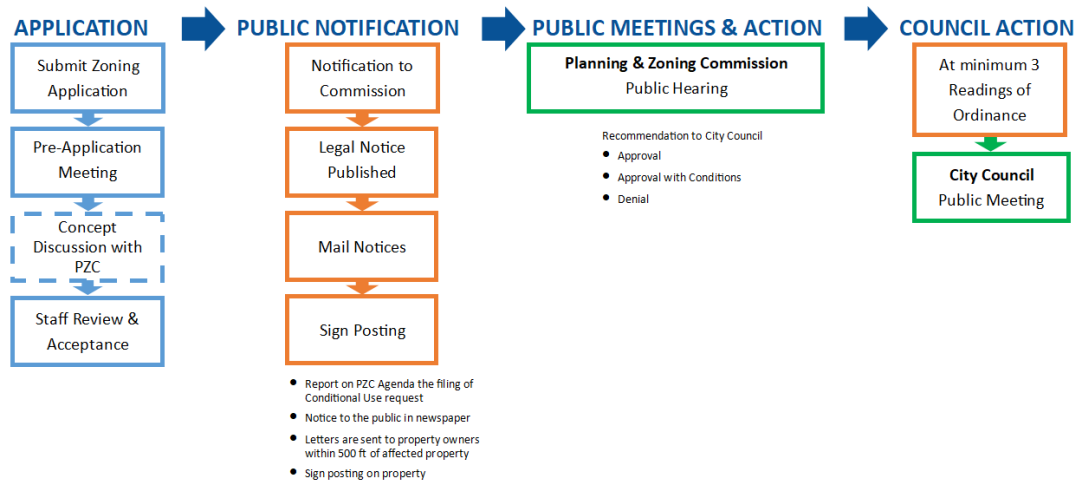 APPLICATION
Submit Zoning
Application
Pre-Application
Meeting
Concept
Discussion with
PZC
Staff Review &
Acceptance
PUBLIC NOTIFICATION
Notification to
Commission
Legal Notice
Published
Mail Notices
Sign Posting
• Report on PZC Agenda the filing of
Conditional Use request
• Notice to the public in newspaper
• Letters are sent to property owners
within 500 ft of affected property
• Sign posting on property
PUBLIC MEETINGS & ACTION
Planning & Zoning Commission
Public Hearing
Recommendation to City Council
• Approval
• Approval with Conditions
• Denial
COUNCIL ACTION
At minimum 3
Readings of
Ordinance
City Council
Public Meeting